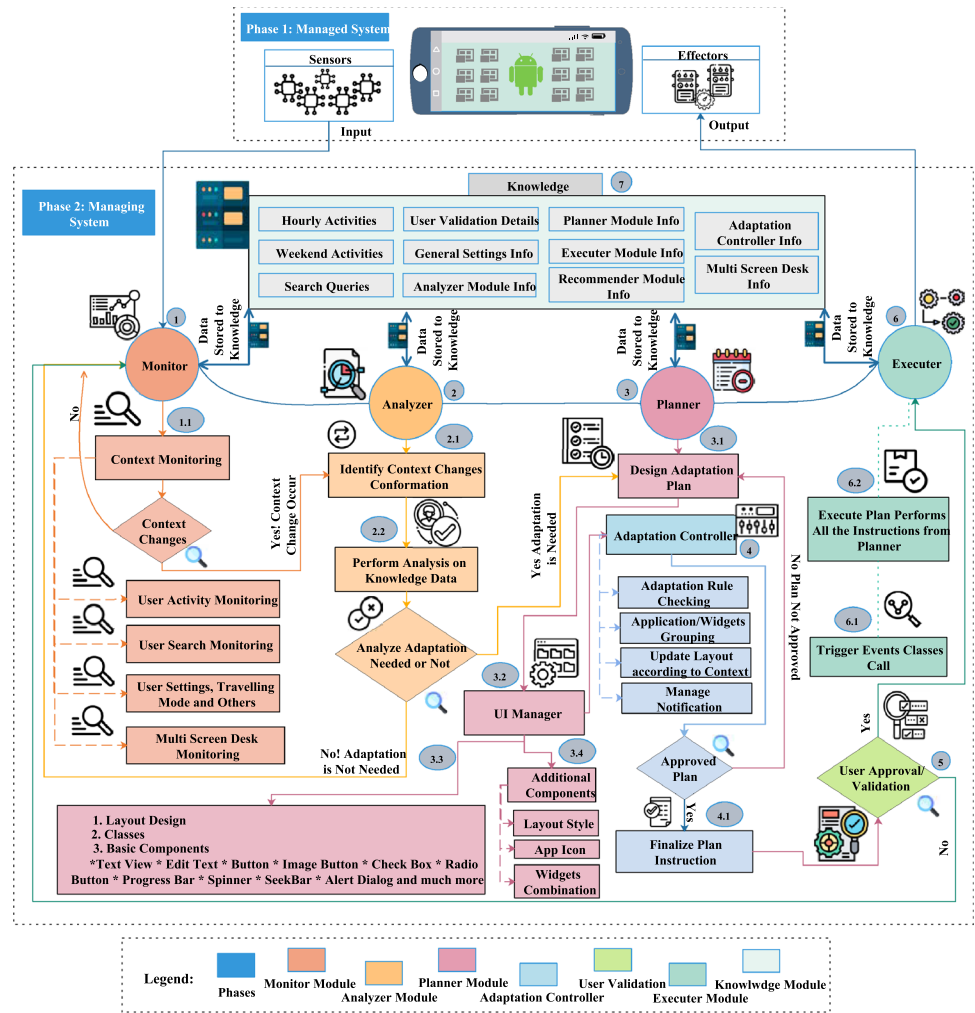 Phase 1: Managed System
Sensors
Effectors
Input
Output
Phase 2: Managing
System
Knowledge
7
Hourly Activities
User Validation Details
Planner Module Info
Adaptation
Controller Info
Weekend Activities
General Settings Info
Executer Module Info
Search Queries
Analyzer Module Info
Recommender Module
Info
Multi Screen Desk
Info
1
Monitor
Data
Stored to
Knowledge
Data
Stored to
Knowledge
Data
Stored to
Knowledge
Data
Stored to
Knowledge
6
Executer
2
Analyzer
3
Planner
No
1.1
Context Monitoring
Context
Changes
Yes! Context
Change Occur
User Activity Monitoring
User Search Monitoring
User Settings, Travelling
Mode and Others
Multi Screen Desk
Monitoring
2.1
Identify Context Changes
Conformation
2.2
Perform Analysis on
Knowledge Data
Analyze Adaptation
Needed or Not
Yes Adaptation
is Needed
No! Adaptation
is Not Needed
3.1
Design Adaptation
Plan
Adaptation Controller
4
Adaptation Rule
Checking
Application/Widgets
Grouping
Update Layout
according to Context
Manage
Notification
No Plan Not Approved
Approved
Plan
Yes
4.1
Finalize Plan
Instruction
3.2
UI Manager
3.3
3.4
Additional
Components
Layout Style
App Icon
Widgets
Combination
1. Layout Design
2. Classes
3. Basic Components
*Text View * Edit Text * Button * Image Button * Check Box * Radio
Button * Progress Bar * Spinner * SeekBar * Alert Dialog and much more
6.2
Execute Plan Performs
All the Instructions from
Planner
6.1
Trigger Events Classes
Call
Yes
User Approval/
Validation
5
No
Legend:
Phases
Monitor Module
Analyzer Module
Planner Module
Adaptation Controller
User Validation
Executer Module
Knowlwdge Module